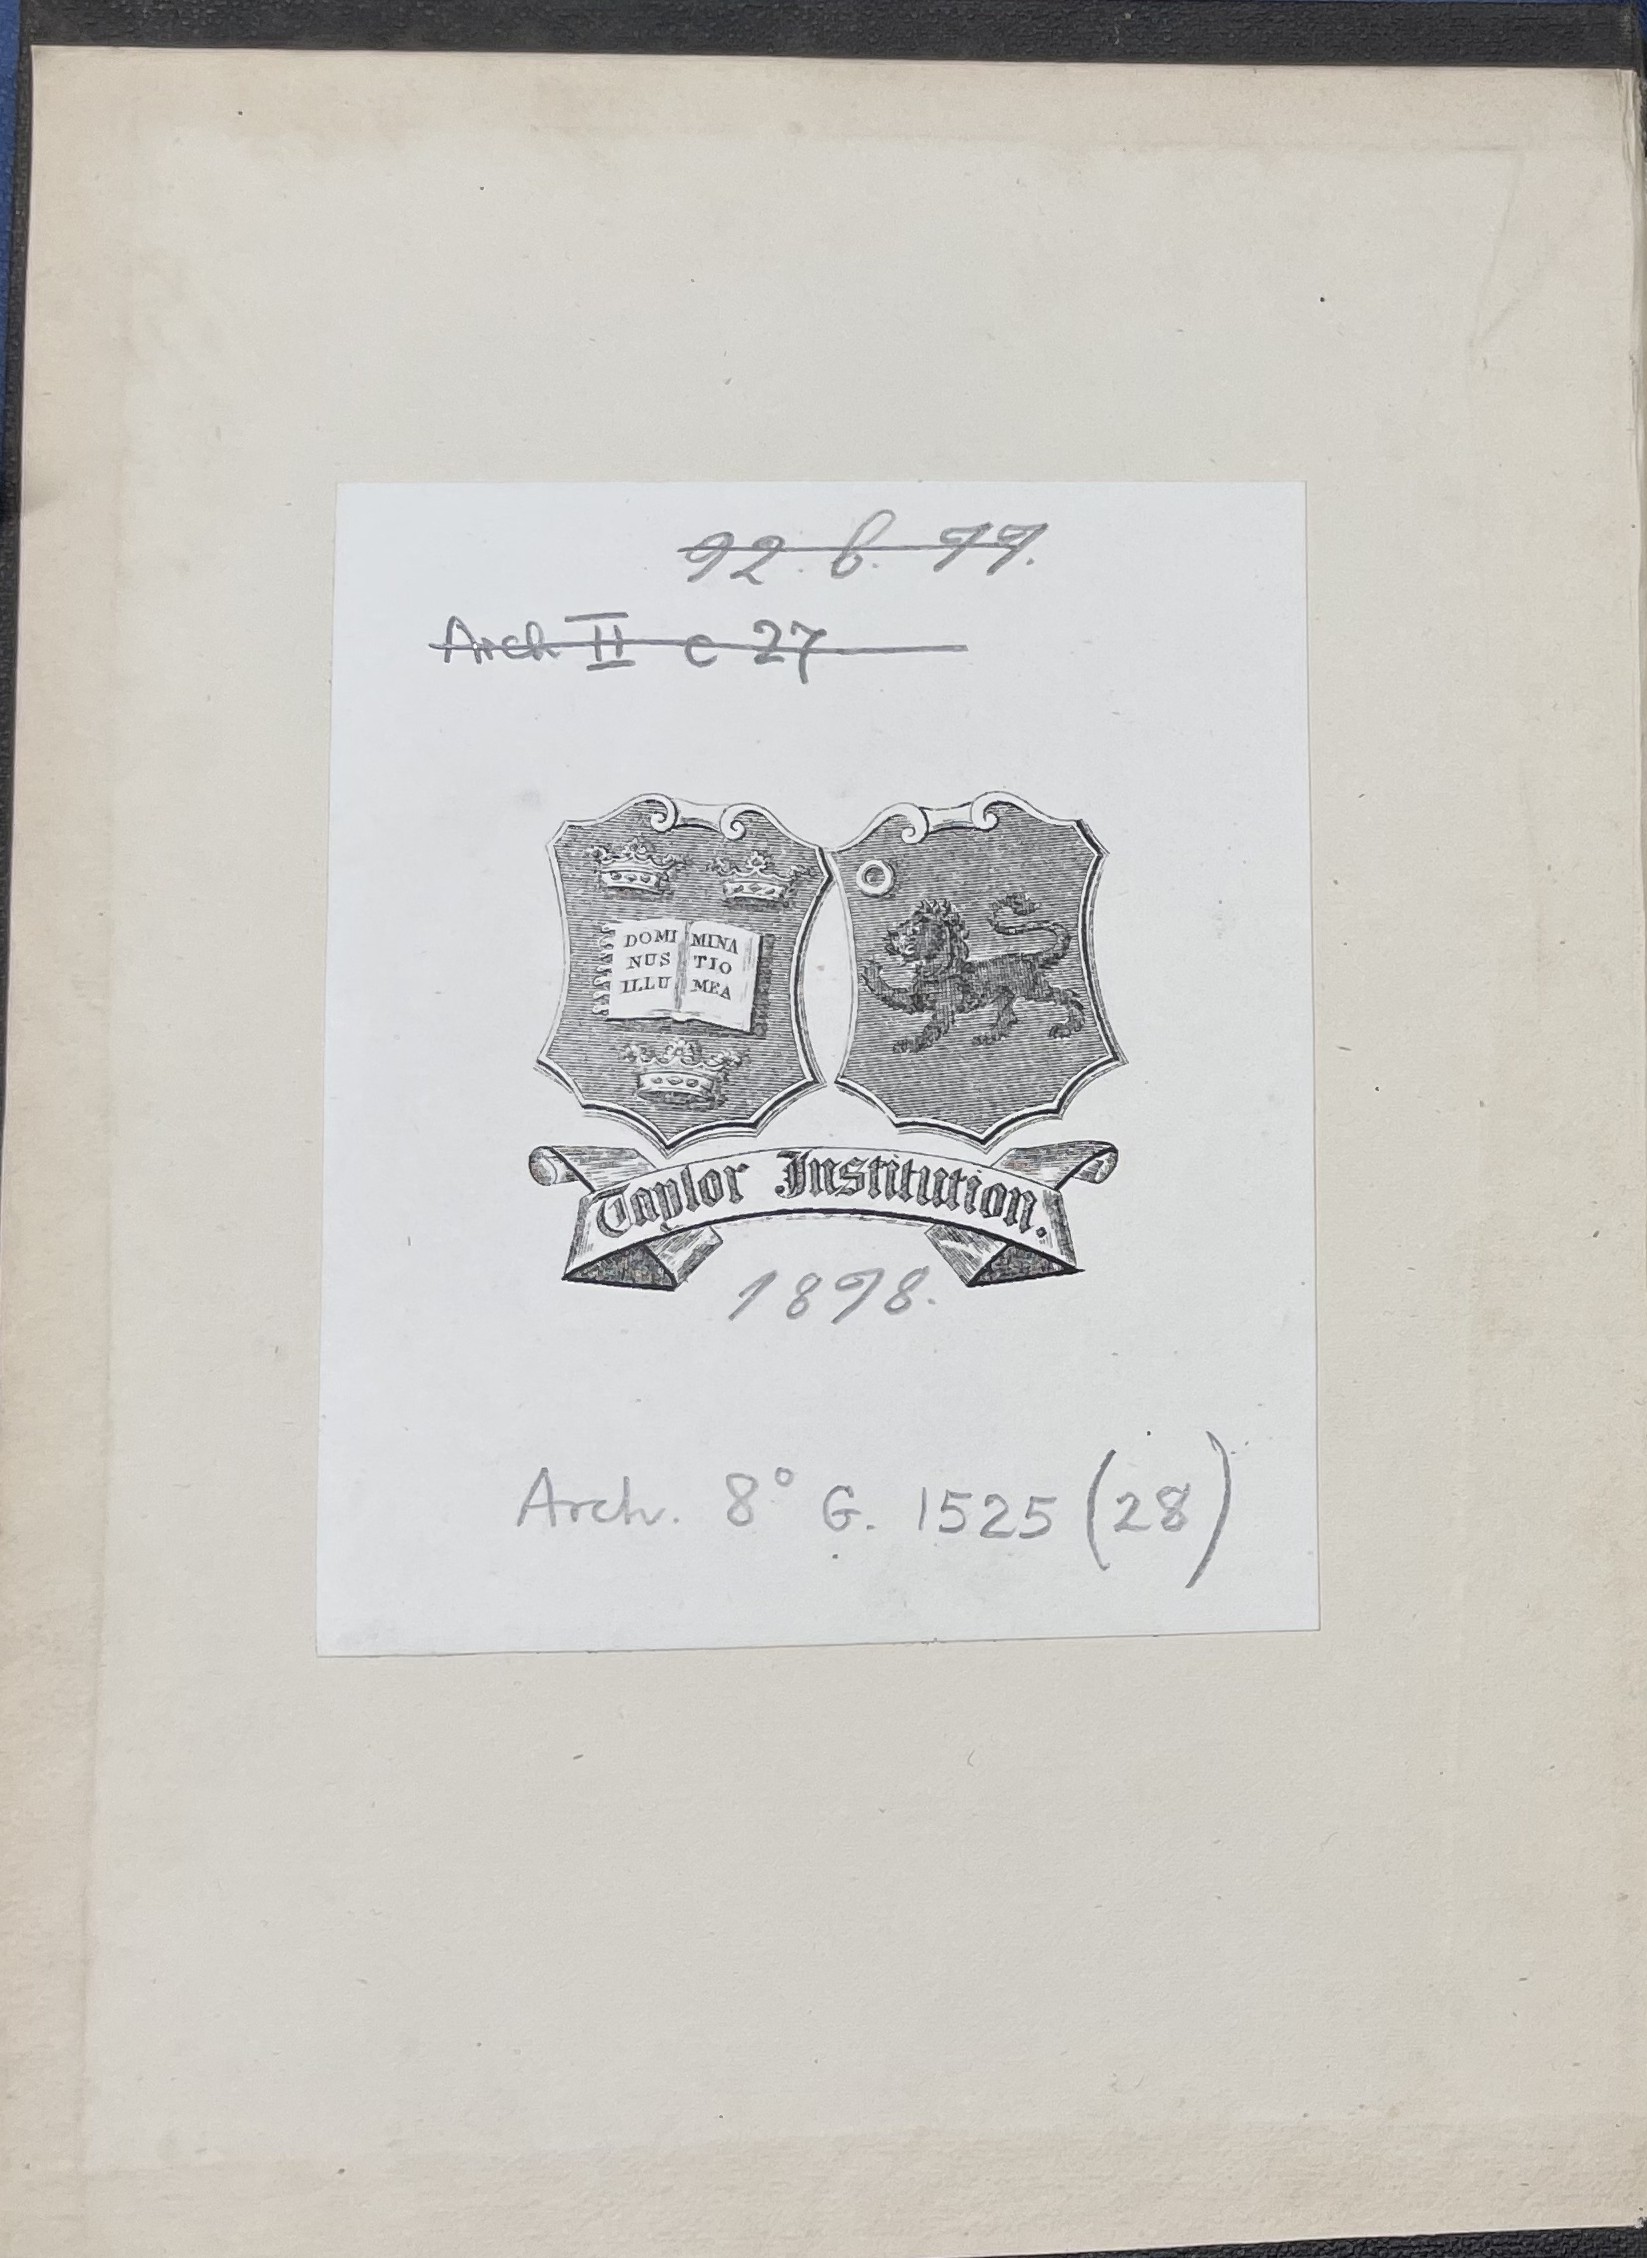 92. b. 99.
Arch II c 27
DOMI MINA
NUS TIO
ILLU MEA
Taylor Institution.
1898.
Arch. 8° G. 1525 (28)